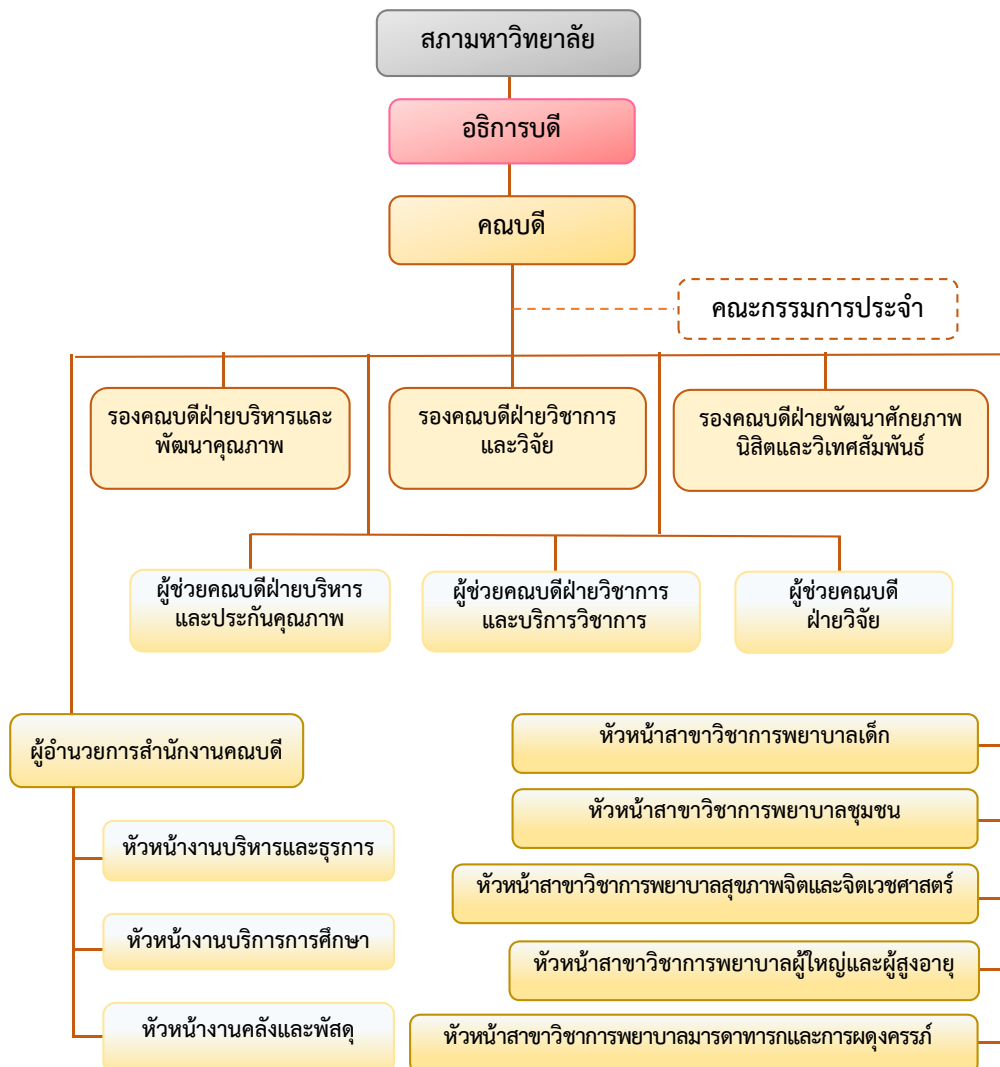 สภามหาวิทยาลัย
อธิการบดี
คณบดี
คณะกรรมการประจำ
รองคณบดีฝ่ายบริหารและ
พัฒนาคุณภาพ
รองคณบดีฝ่ายวิชาการ
และวิจัย
รองคณบดีฝ่ายพัฒนาศักยภาพ
นิสิตและวิเทศสัมพันธ์
ผู้ช่วยคณบดีฝ่ายบริหาร
และประกันคุณภาพ
ผู้ช่วยคณบดีฝ่ายวิชาการ
และบริการวิชาการ
ผู้ช่วยคณบดี
ฝ่ายวิจัย
ผู้อำนวยการสำนักงานคณบดี
หัวหน้างานบริหารและธุรการ
หัวหน้างานบริการการศึกษา
หัวหน้างานคลังและพัสดุ
หัวหน้าสาขาวิชาการพยาบาลเด็ก
หัวหน้าสาขาวิชาการพยาบาลชุมชน
หัวหน้าสาขาวิชาการพยาบาลสุขภาพจิตและจิตเวชศาสตร์
หัวหน้าสาขาวิชาการพยาบาลผู้ใหญ่และผู้สูงอายุ
หัวหน้าสาขาวิชาการพยาบาลมารดาทารกและการผดุงครรภ์